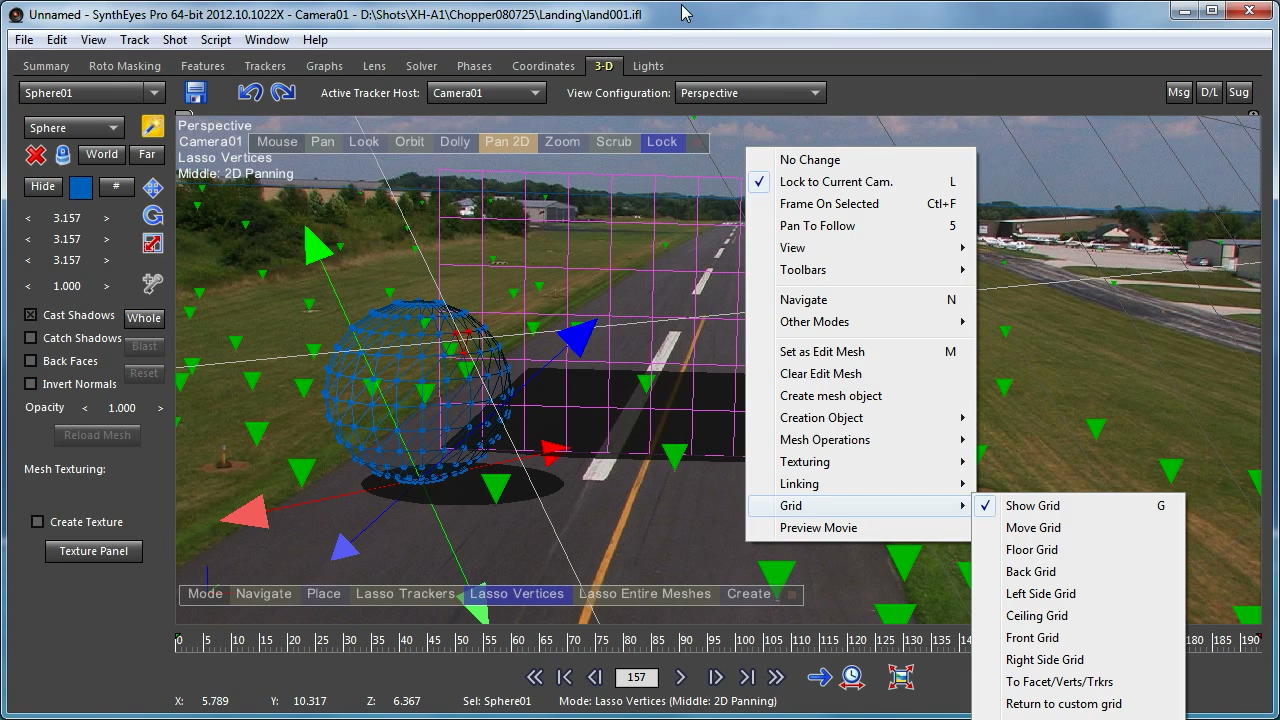 Unnamed - SynthEyes Pro 64-bit 2012.10.1022X - Camera01 - D:\Shots\XH-A1\Chopper080725\Landing\land001.ifl
File Edit View Track Shot Script Window Help
Summary Roto Masking Features Trackers Graphs Lens Solver Phases Coordinates 3-D Lights
Sphere01 Active Tracker Host: Camera01 View Configuration: Perspective Msg D/L Sug
Sphere
World Far
Hide #
< 3.157 >
< 3.157 >
< 3.157 >
< 1.000 >
Cast Shadows Whole
Catch Shadows Blast
Back Faces
Invert Normals Reset
Opacity < 1.000 >
Reload Mesh
Mesh Texturing:
Create Texture
Texture Panel
Perspective
Camera01 Mouse Pan Look Orbit Dolly Pan 2D Zoom Scrub Lock
Lasso Vertices
Middle: 2D Panning
No Change
Lock to Current Cam. L
Frame On Selected Ctl+F
Pan To Follow 5
View
Toolbars
Navigate N
Other Modes
Set as Edit Mesh M
Clear Edit Mesh
Create mesh object
Creation Object
Mesh Operations
Texturing
Linking
Grid
Preview Movie
Show Grid G
Move Grid
Floor Grid
Back Grid
Left Side Grid
Ceiling Grid
Front Grid
Right Side Grid
To Facet/Verts/Trkrs
Return to custom grid
Mode Navigate Place Lasso Trackers Lasso Vertices Lasso Entire Meshes Create
0 5 10 15 20 25 30 35 40 45 50 55 60 65 70 75 80 85 90 95 100 105 110 115 120 125 130 135 180 185 190
157
X: 5.789 Y: 10.317 Z: 6.367 Sel: Sphere01 Mode: Lasso Vertices (Middle: 2D Panning)